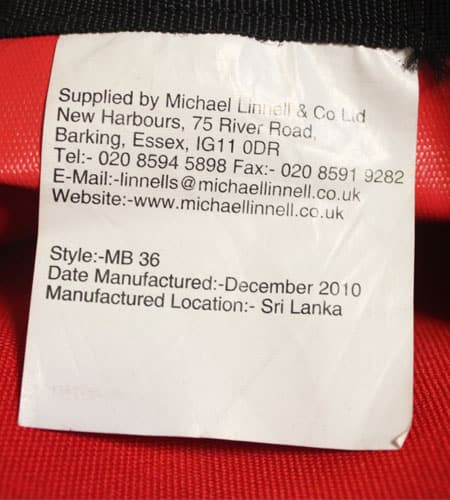 Supplied by Michael Linnell & Co Ltd
New Harbours, 75 River Road,
Barking, Essex, IG11 0DR
Tel:- 020 8594 5898 Fax:- 020 8591 9282
E-Mail:-linnells@michaellinnell.co.uk
Website:-www.michaellinnell.co.uk
Style:-MB 36
Date Manufactured:-December 2010
Manufactured Location:- Sri Lanka